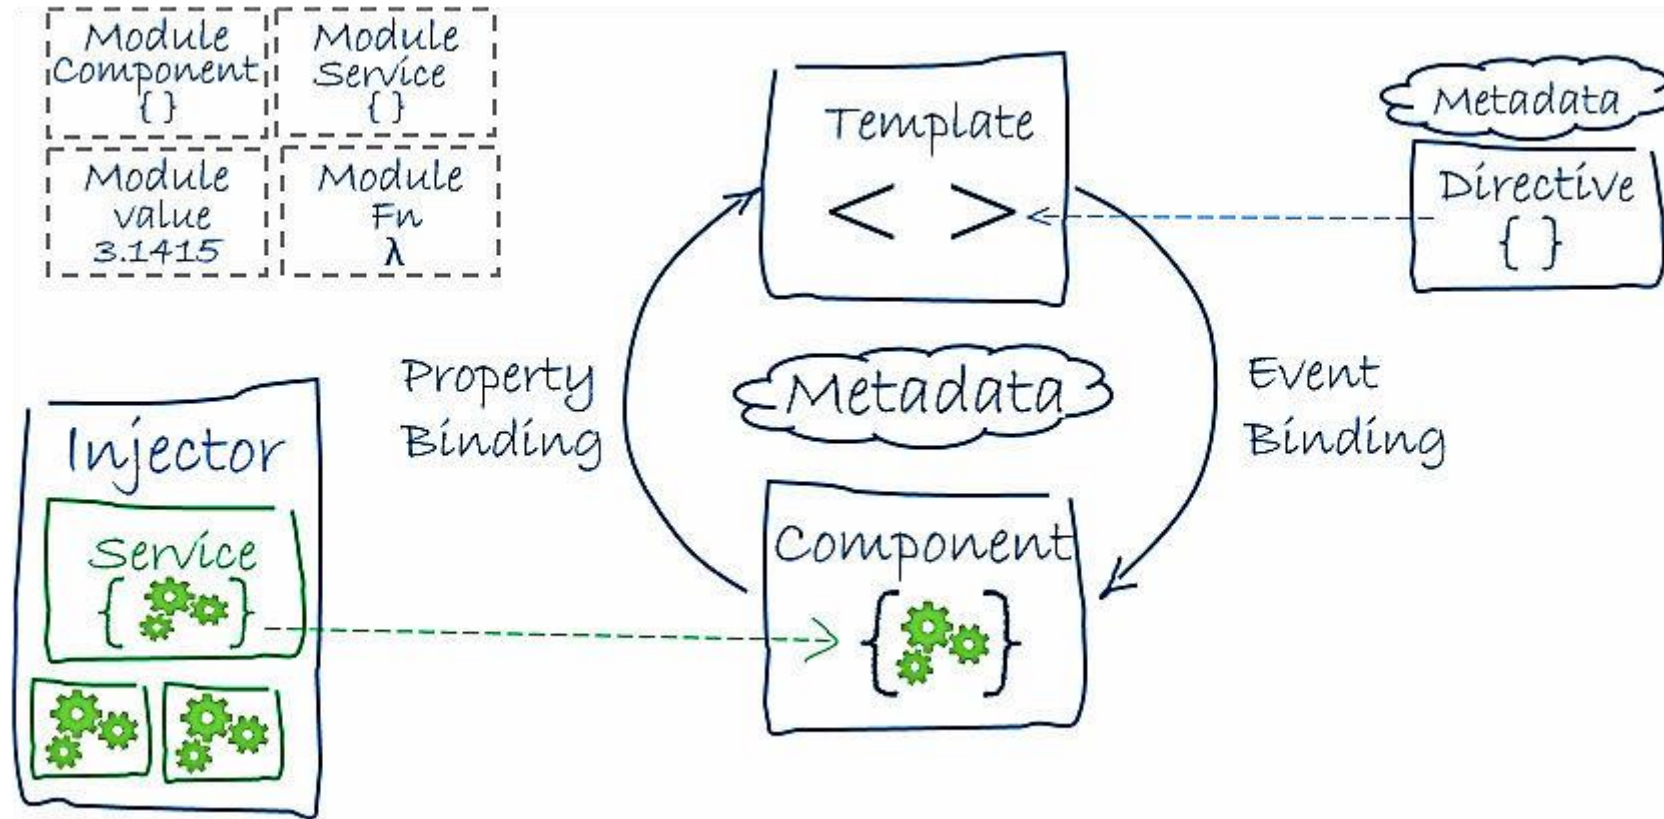 Module
Component
{ }
Module
Service
{ }
Module
value
3.1415
Module
Fn
λ
Template
< >
Metadata
Directive
{ }
Property
Binding
Metadata
Event
Binding
Injector
Service
{ }
Component
{ }